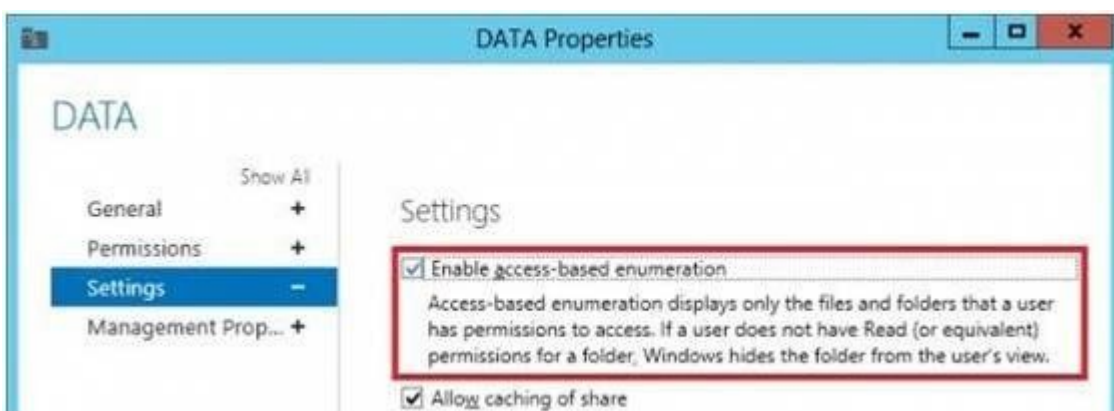 DATA Properties
DATA
Show All
General +
Permissions +
Settings –
Management Prop... +
Settings
Enable access-based enumeration
Access-based enumeration displays only the files and folders that a user
has permissions to access. If a user does not have Read (or equivalent)
permissions for a folder, Windows hides the folder from the user's view.
Allow caching of share